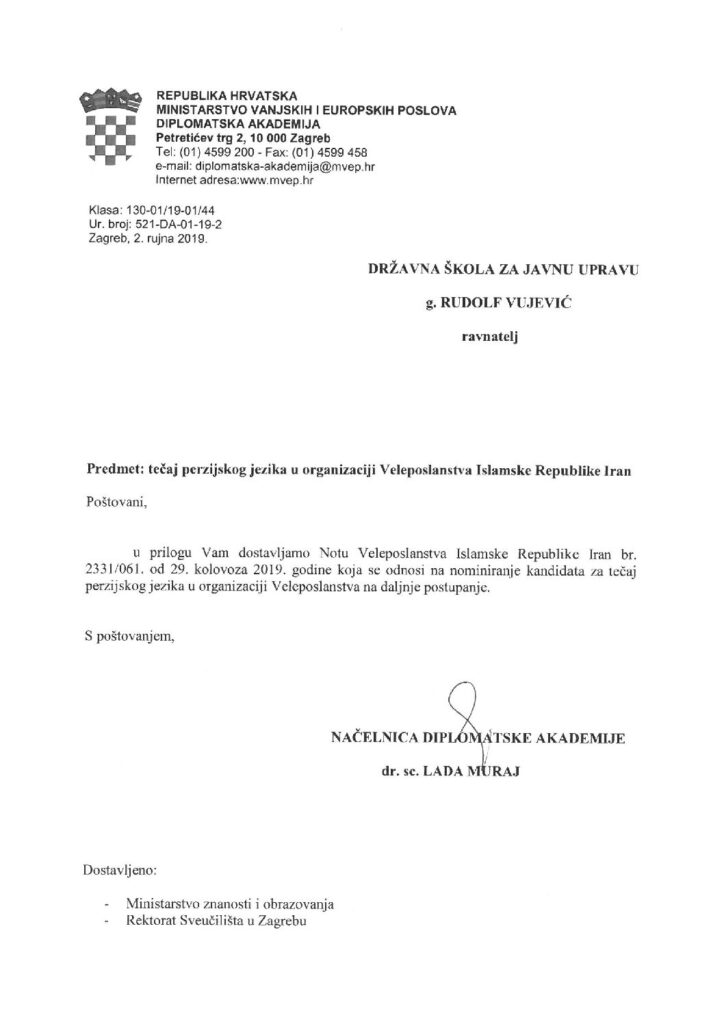 REPUBLIKA HRVATSKA
MINISTARSTVO VANJSKIH I EUROPSKIH POSLOVA
DIPLOMATSKA AKADEMIJA
Petretićev trg 2, 10 000 Zagreb
Tel: (01) 4599 200 - Fax: (01) 4599 458
e-mail: diplomatska-akademija@mvep.hr
Internet adresa:www.mvep.hr
Klasa: 130-01/19-01/44
Ur. broj: 521-DA-01-19-2
Zagreb, 2. rujna 2019.
DRŽAVNA ŠKOLA ZA JAVNU UPRAVU
g. RUDOLF VUJEVIĆ
ravnatelj
Predmet: tečaj perzijskog jezika u organizaciji Veleposlanstva Islamske Republike Iran
Poštovani,
u prilogu Vam dostavljamo Notu Veleposlanstva Islamske Republike Iran br.
2331/061. od 29. kolovoza 2019. godine koja se odnosi na nominiranje kandidata za tečaj
perzijskog jezika u organizaciji Veleposlanstva na daljnje postupanje.
S poštovanjem,
NAČELNICA DIPLOMATSKE AKADEMIJE
dr. sc. LADA MURAJ
Dostavljeno:
- Ministarstvo znanosti i obrazovanja
- Rektorat Sveučilišta u Zagrebu